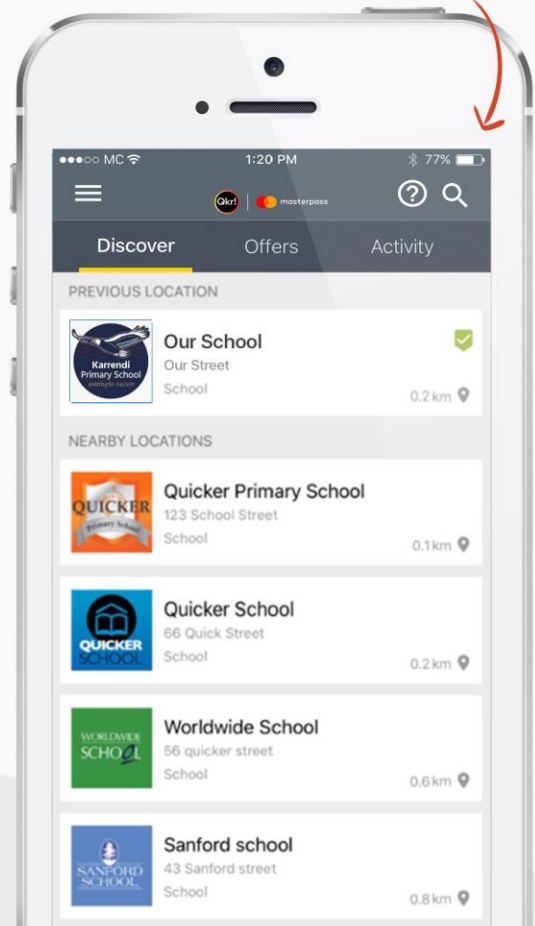 MC 1:20 PM 77%
Qkr! masterpass
Discover Offers Activity
PREVIOUS LOCATION
Karrendi
Primary School
Our School
Our Street
School
0.2 km
NEARBY LOCATIONS
QUICKER
Primary School
Quicker Primary School
123 School Street
School
0.1 km
QUICKER
SCHOOL
Quicker School
66 Quick Street
School
0.2 km
WORLDWIDE
SCHOOL
Worldwide School
56 quicker street
School
0.6 km
SANFORD
SCHOOL
Sanford school
43 Sanford street
School
0.8 km